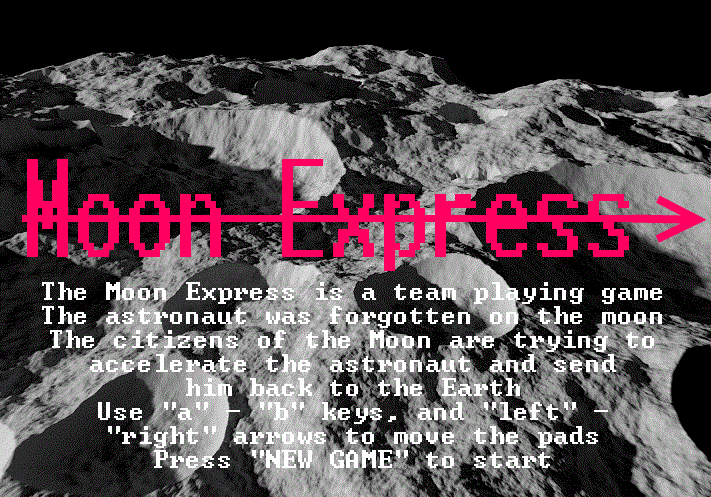 Moon Express
The Moon Express is a team playing game
The astronaut was forgotten on the moon
The citizens of the Moon are trying to
accelerate the astronaut and send
him back to the Earth
Use "a" - "b" keys, and "left" -
"right" arrows to move the pads
Press "NEW GAME" to start